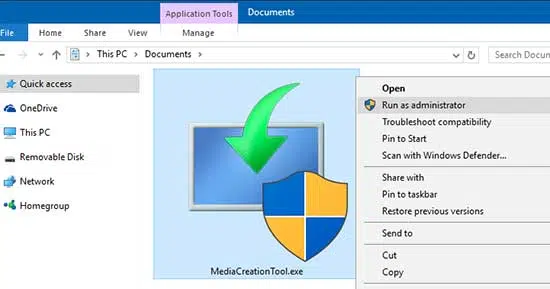 Application Tools
Documents
File
Home
Share
View
Manage
This PC
Documents
Search Docum
Quick access
OneDrive
This PC
Removable Disk
Network
Homegroup
MediaCreationTool.exe
Open
Run as administrator
Troubleshoot compatibility
Pin to Start
Scan with Windows Defender...
Share with
Pin to taskbar
Restore previous versions
Send to
Cut
Copy